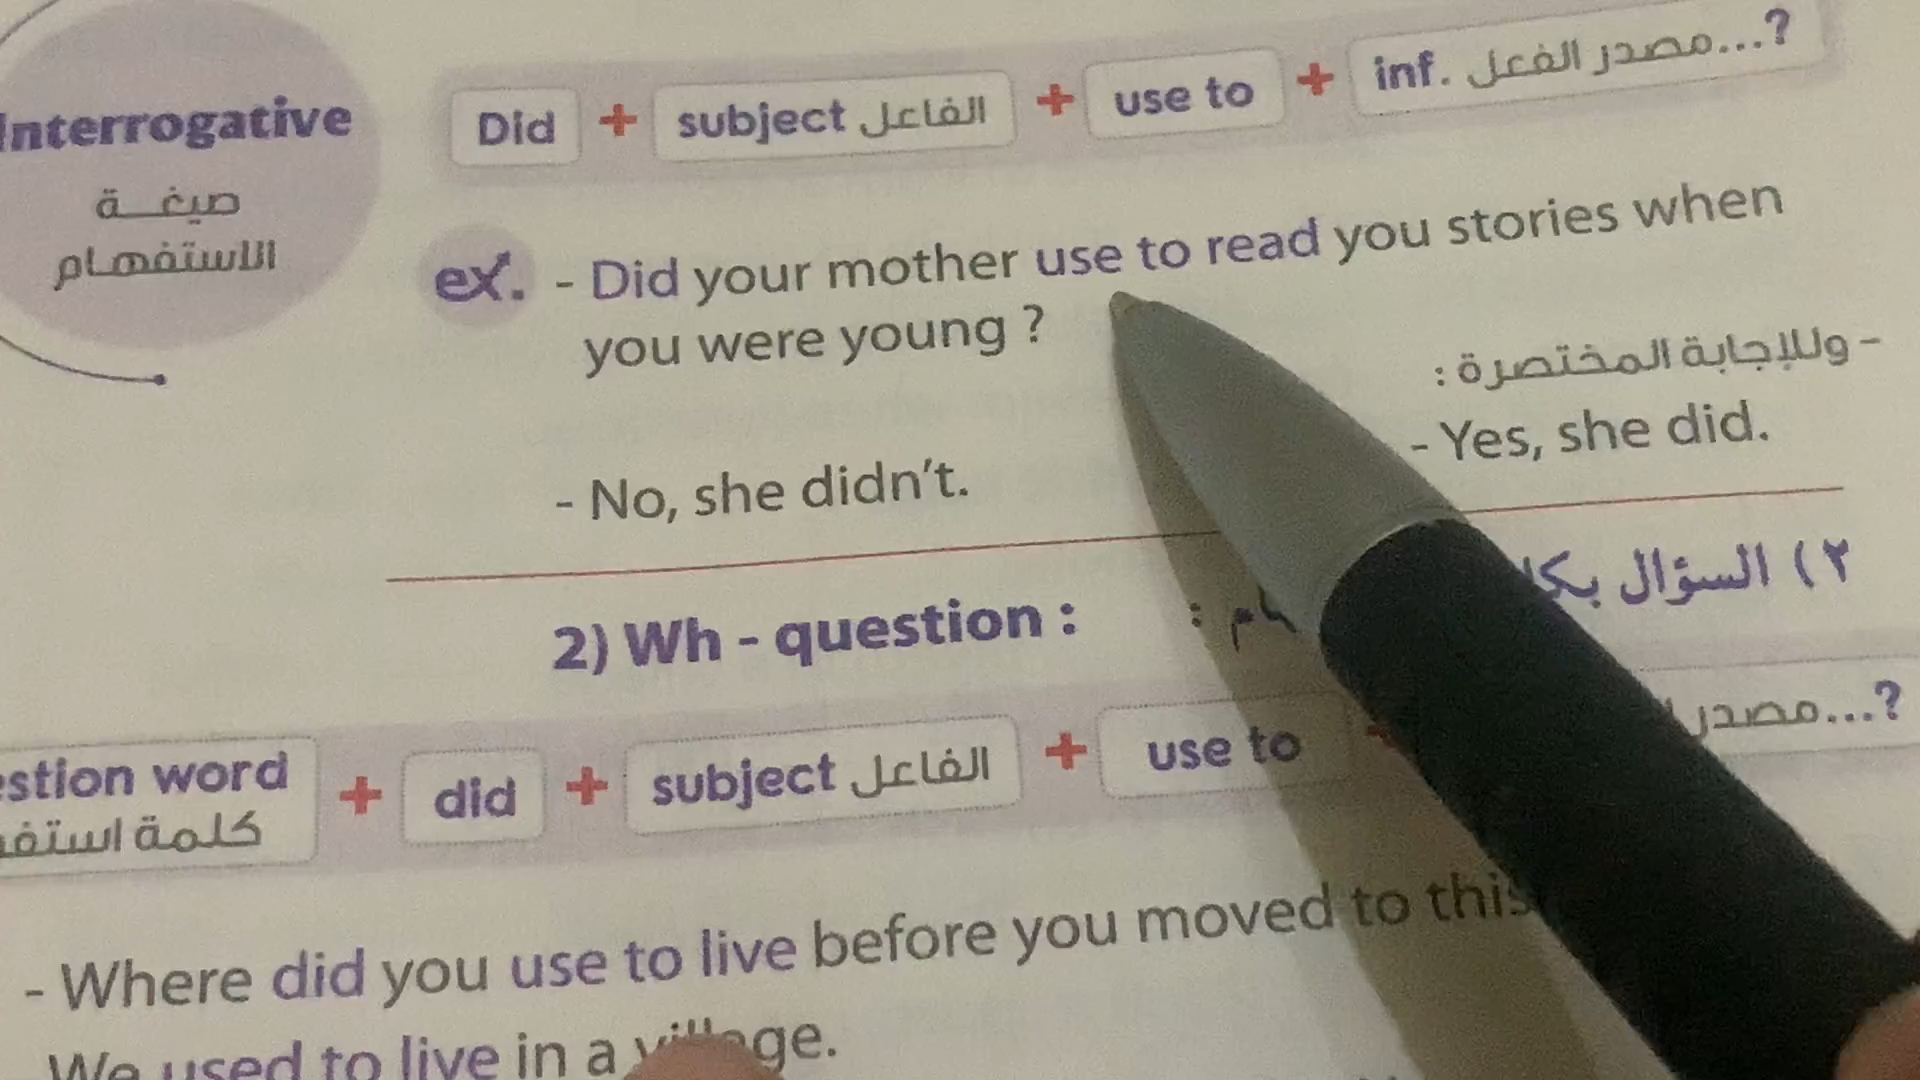 Did + subject الفاعل + use to + inf. مصدر الفعل...?
Interrogative
صيغة
الاستفهام
ex. - Did your mother use to read you stories when
you were young ?
- وللإجابة المختصرة :
- Yes, she did.
- No, she didn't.
2) Wh - question :
٢) السؤال
+ did + subject الفاعل + use to مصدر...?
word
كلمة
- Where did you use to live before you moved to this
We used to live in a village.